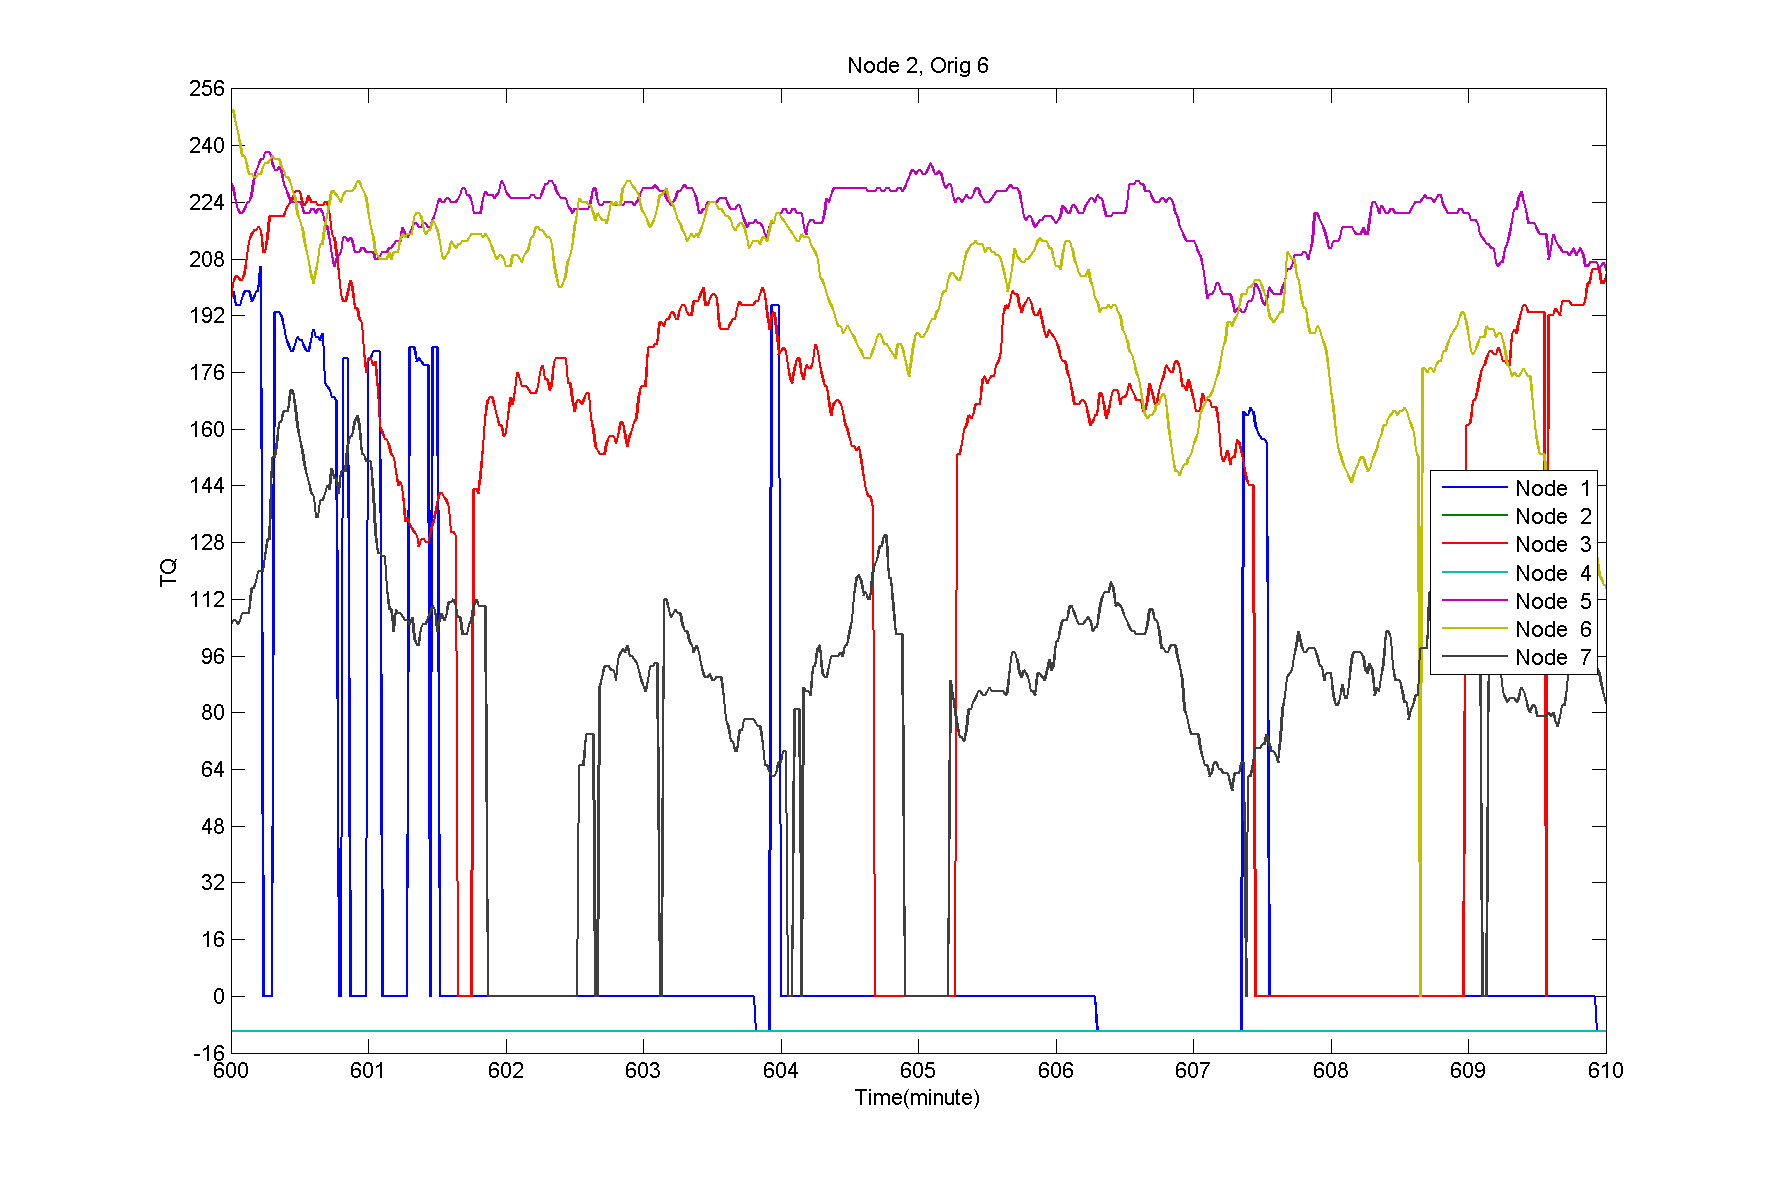 Node 2, Orig 6
256
240
224
208
192
176
160
144
128
112
96
80
64
48
32
16
0
-16
TQ
Node 1
Node 2
Node 3
Node 4
Node 5
Node 6
Node 7
600 601 602 603 604 605 606 607 608 609 610
Time(minute)